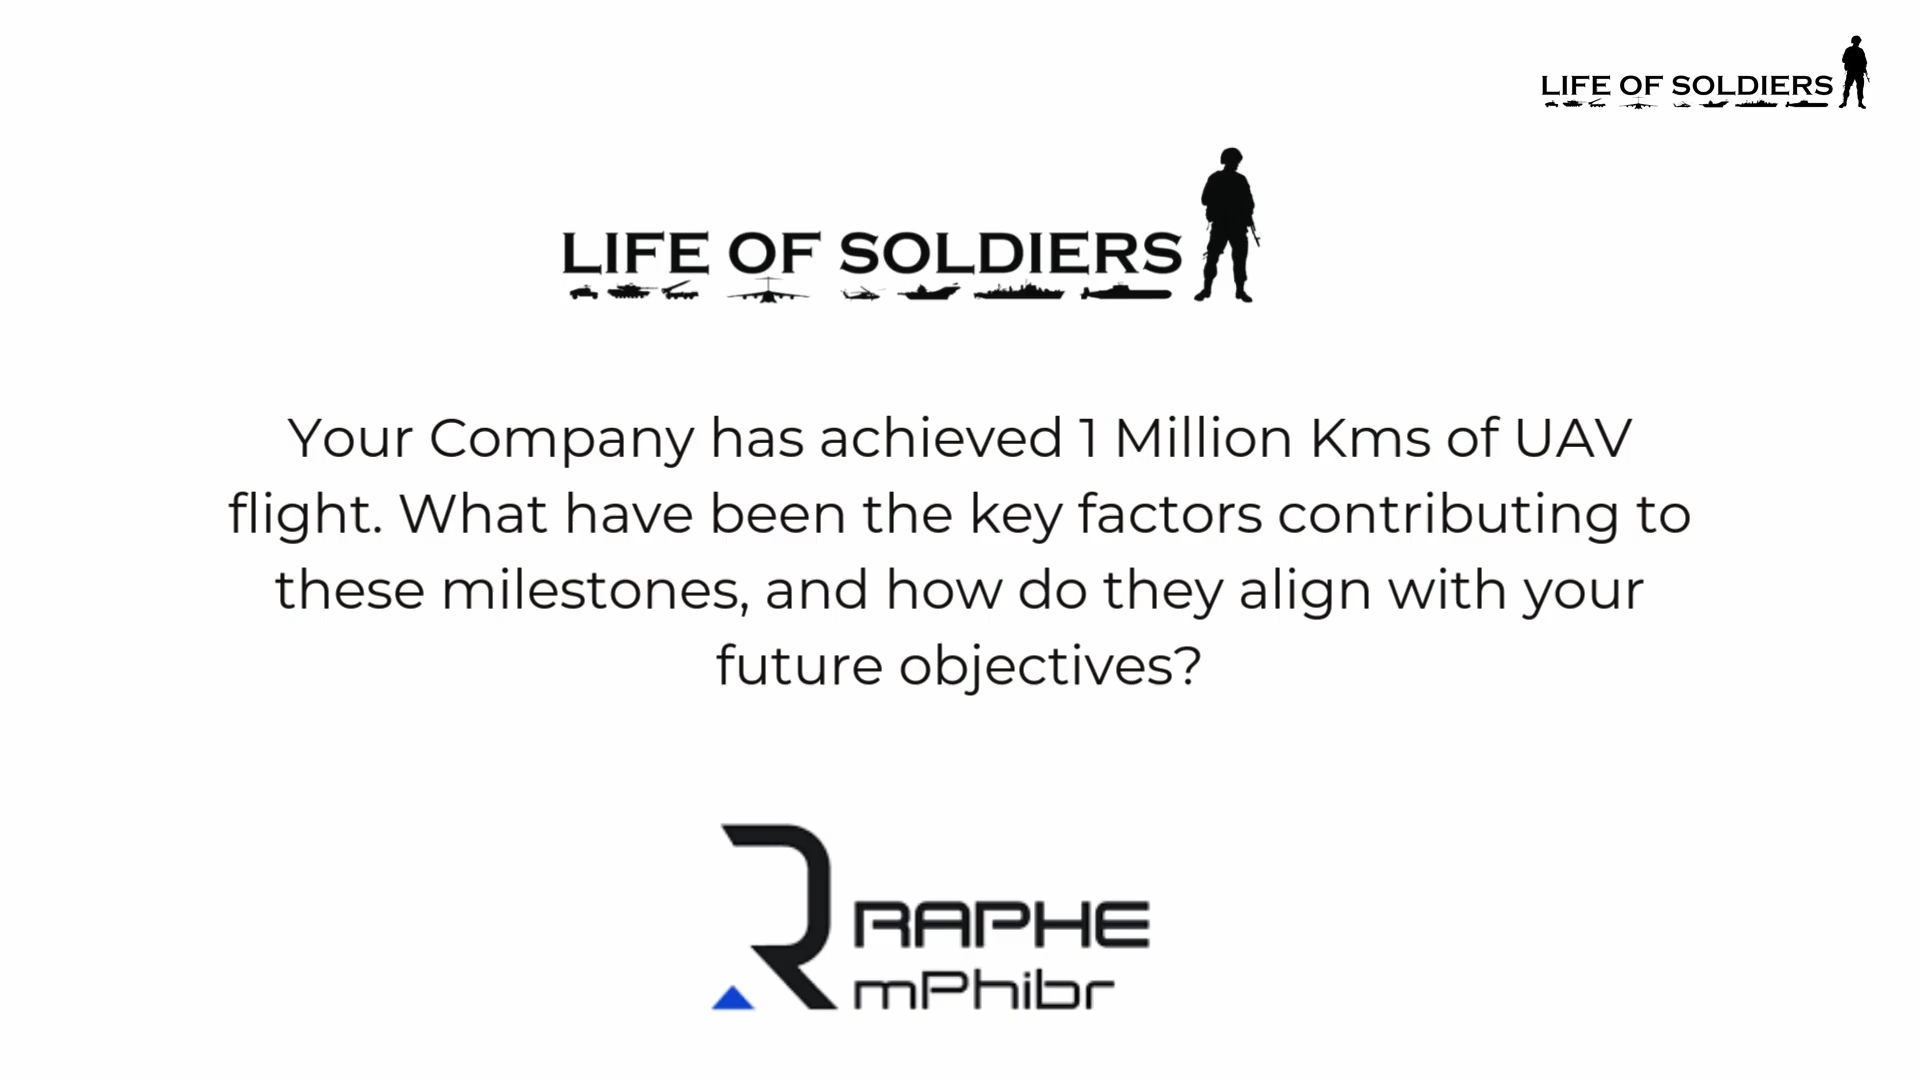 LIFE OF SOLDIERS
LIFE OF SOLDIERS
Your Company has achieved 1 Million Kms of UAV
flight. What have been the key factors contributing to
these milestones, and how do they align with your
future objectives?
RAPHE
mPhibr